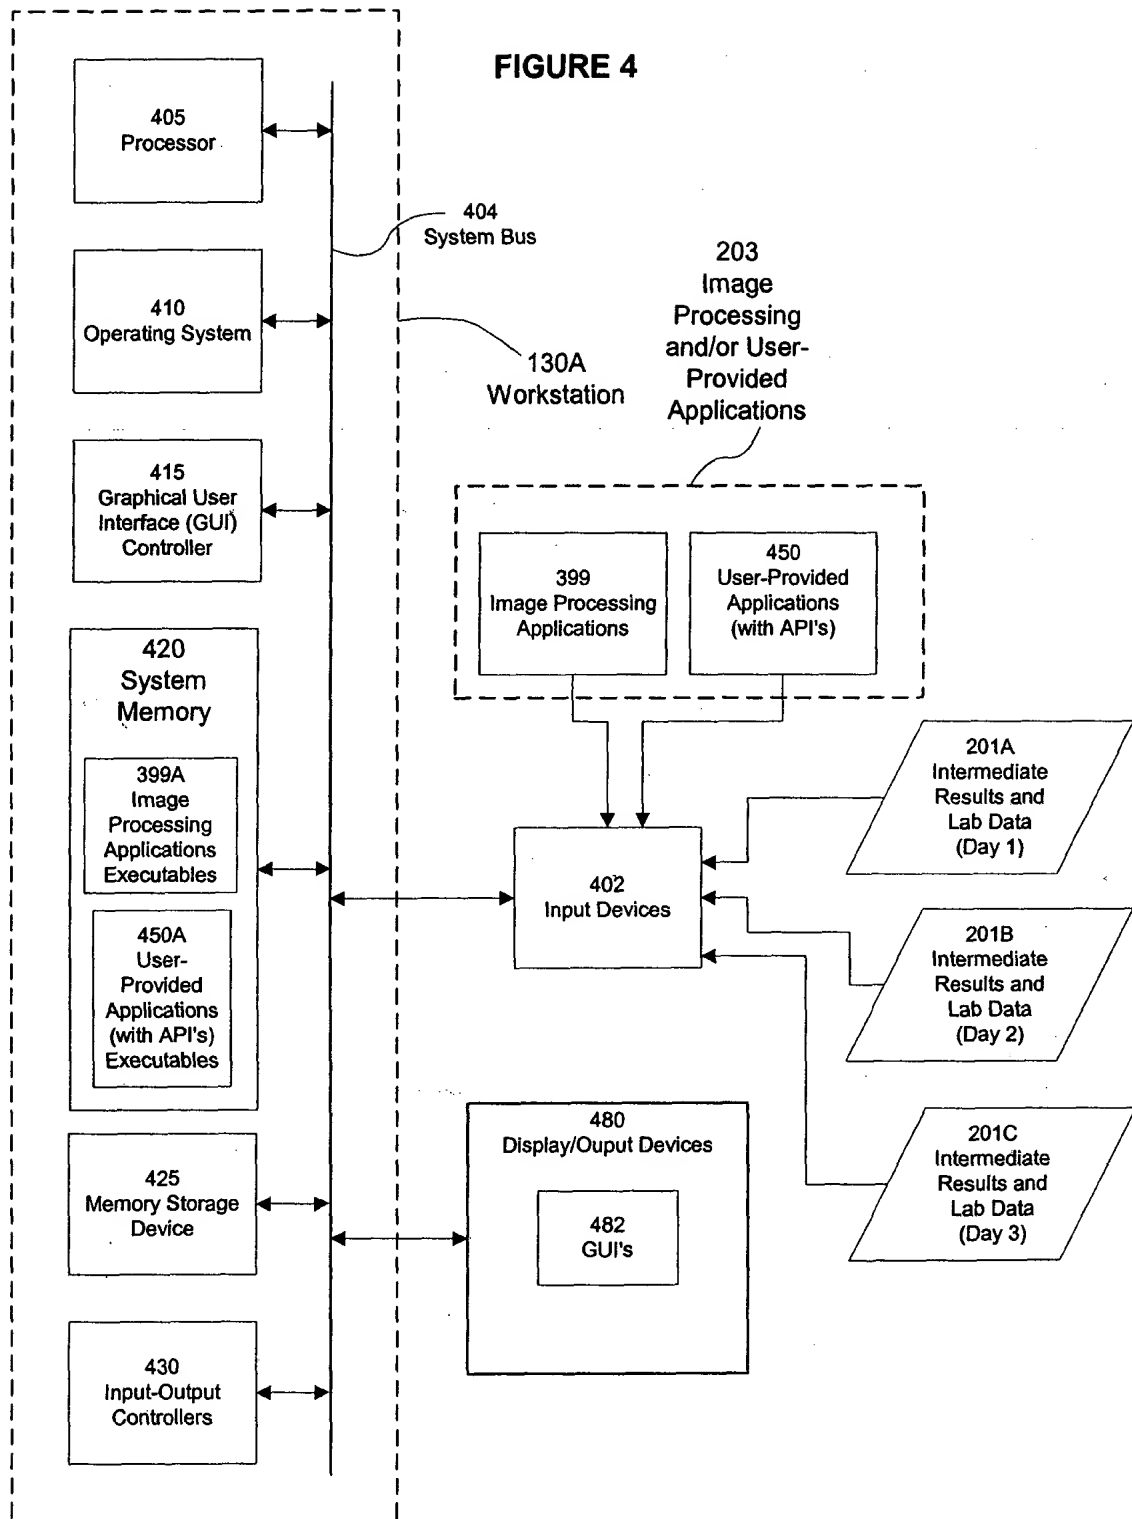 FIGURE 4
405
Processor
404
System Bus
410
Operating System
130A
Workstation
203
Image
Processing
and/or User-
Provided
Applications
415
Graphical User
Interface (GUI)
Controller
399
Image Processing
Applications
450
User-Provided
Applications
(with API's)
420
System
Memory
399A
Image
Processing
Applications
Executables
450A
User-
Provided
Applications
(with API's)
Executables
402
Input Devices
201A
Intermediate
Results and
Lab Data
(Day 1)
201B
Intermediate
Results and
Lab Data
(Day 2)
201C
Intermediate
Results and
Lab Data
(Day 3)
425
Memory Storage
Device
480
Display/Ouput Devices
482
GUI's
430
Input-Output
Controllers